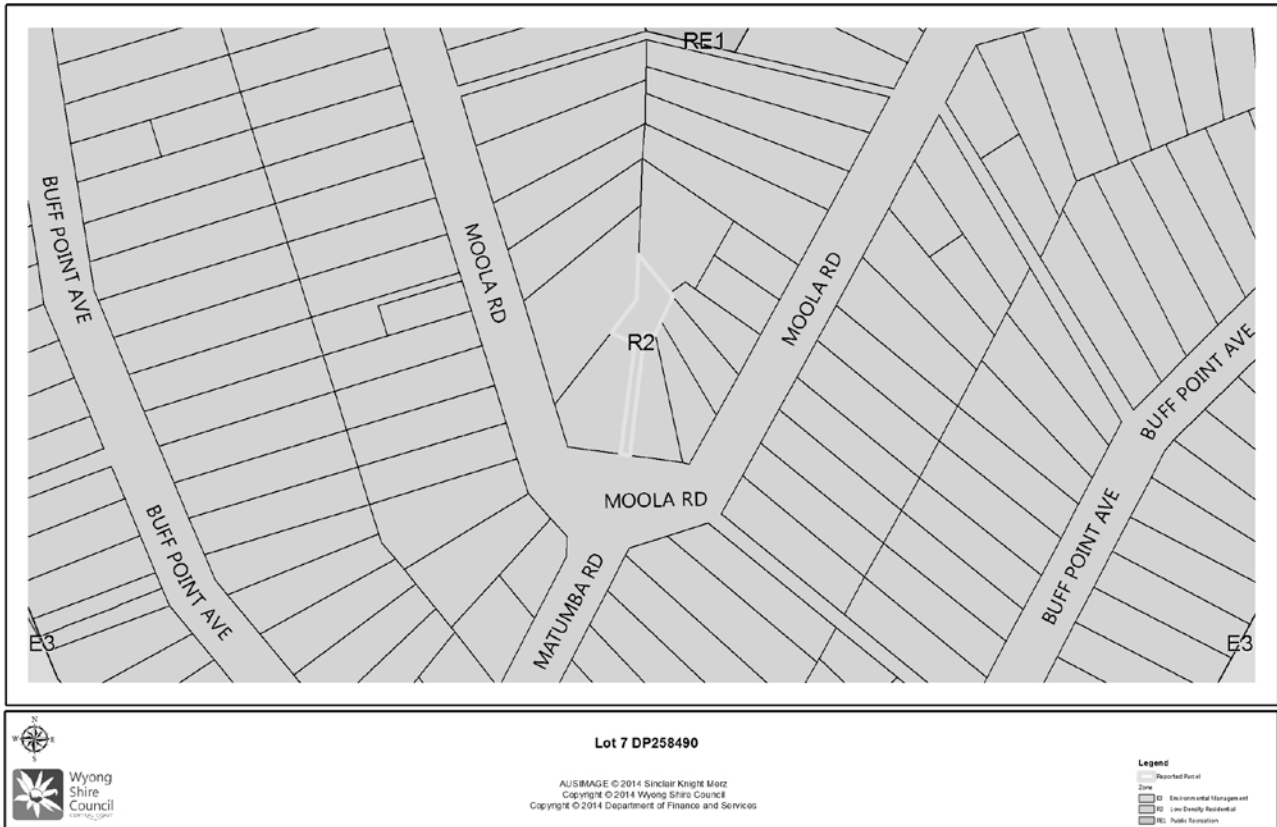 RE1
BUFF POINT AVE
MOOLA RD
MOOLA RD
R2
BUFF POINT AVE
MOOLA RD
BUFF POINT AVE
BUFF POINT AVE
MATUMBA RD
E3
E3
N
W
E
S
Wyong
Shire
Council
CENTRAL COAST
Lot 7 DP258490
AUSIMAGE © 2014 Sinclair Knight Merz
Copyright © 2014 Wyong Shire Council
Copyright © 2014 Department of Finance and Services
Legend
Reported Parcel
Zone
E3 Environmental Management
R2 Low Density Residential
RE1 Public Recreation